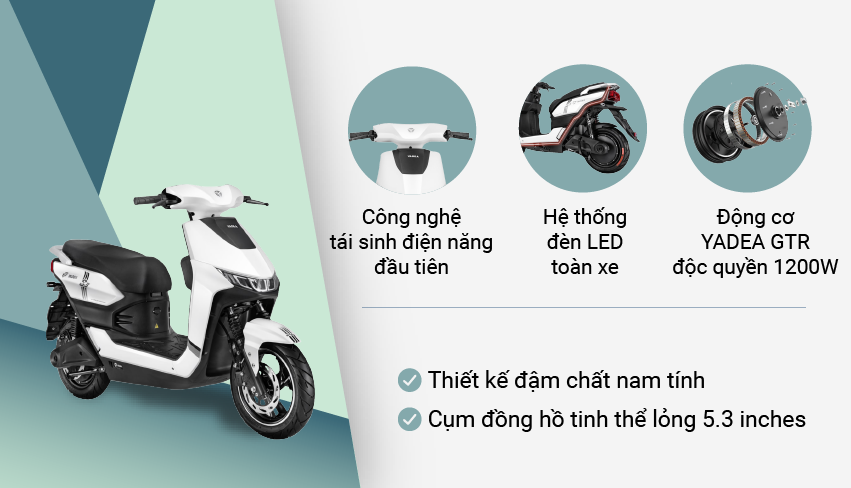 Công nghệ
tái sinh điện năng
đầu tiên
Hệ thống
đèn LED
toàn xe
Động cơ
YADEA GTR
độc quyền 1200W
Thiết kế đậm chất nam tính
Cụm đồng hồ tinh thể lỏng 5.3 inches